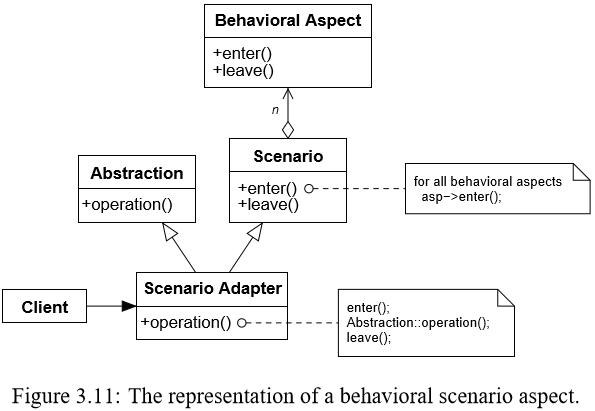 Behavioral Aspect
+enter()
+leave()
n
Abstraction
+operation()
Scenario
+enter()
+leave()
for all behavioral aspects
asp->enter();
Client
Scenario Adapter
+operation()
enter();
Abstraction::operation();
leave();
Figure 3.11: The representation of a behavioral scenario aspect.